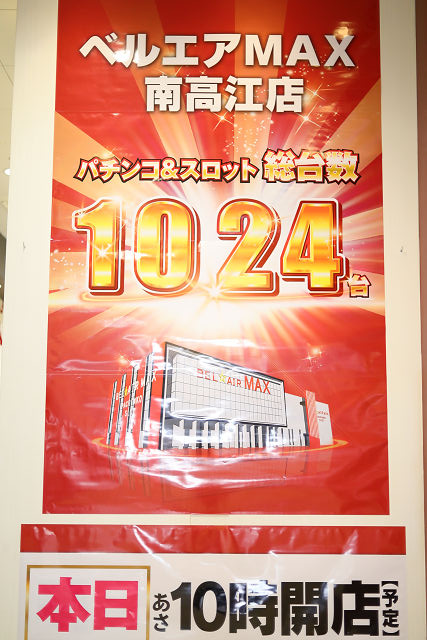 ベルエアMAX
南高江店
パチンコ&スロット 総台数
1024台
BELAIR MAX
本日 あさ 10時開店【予定】